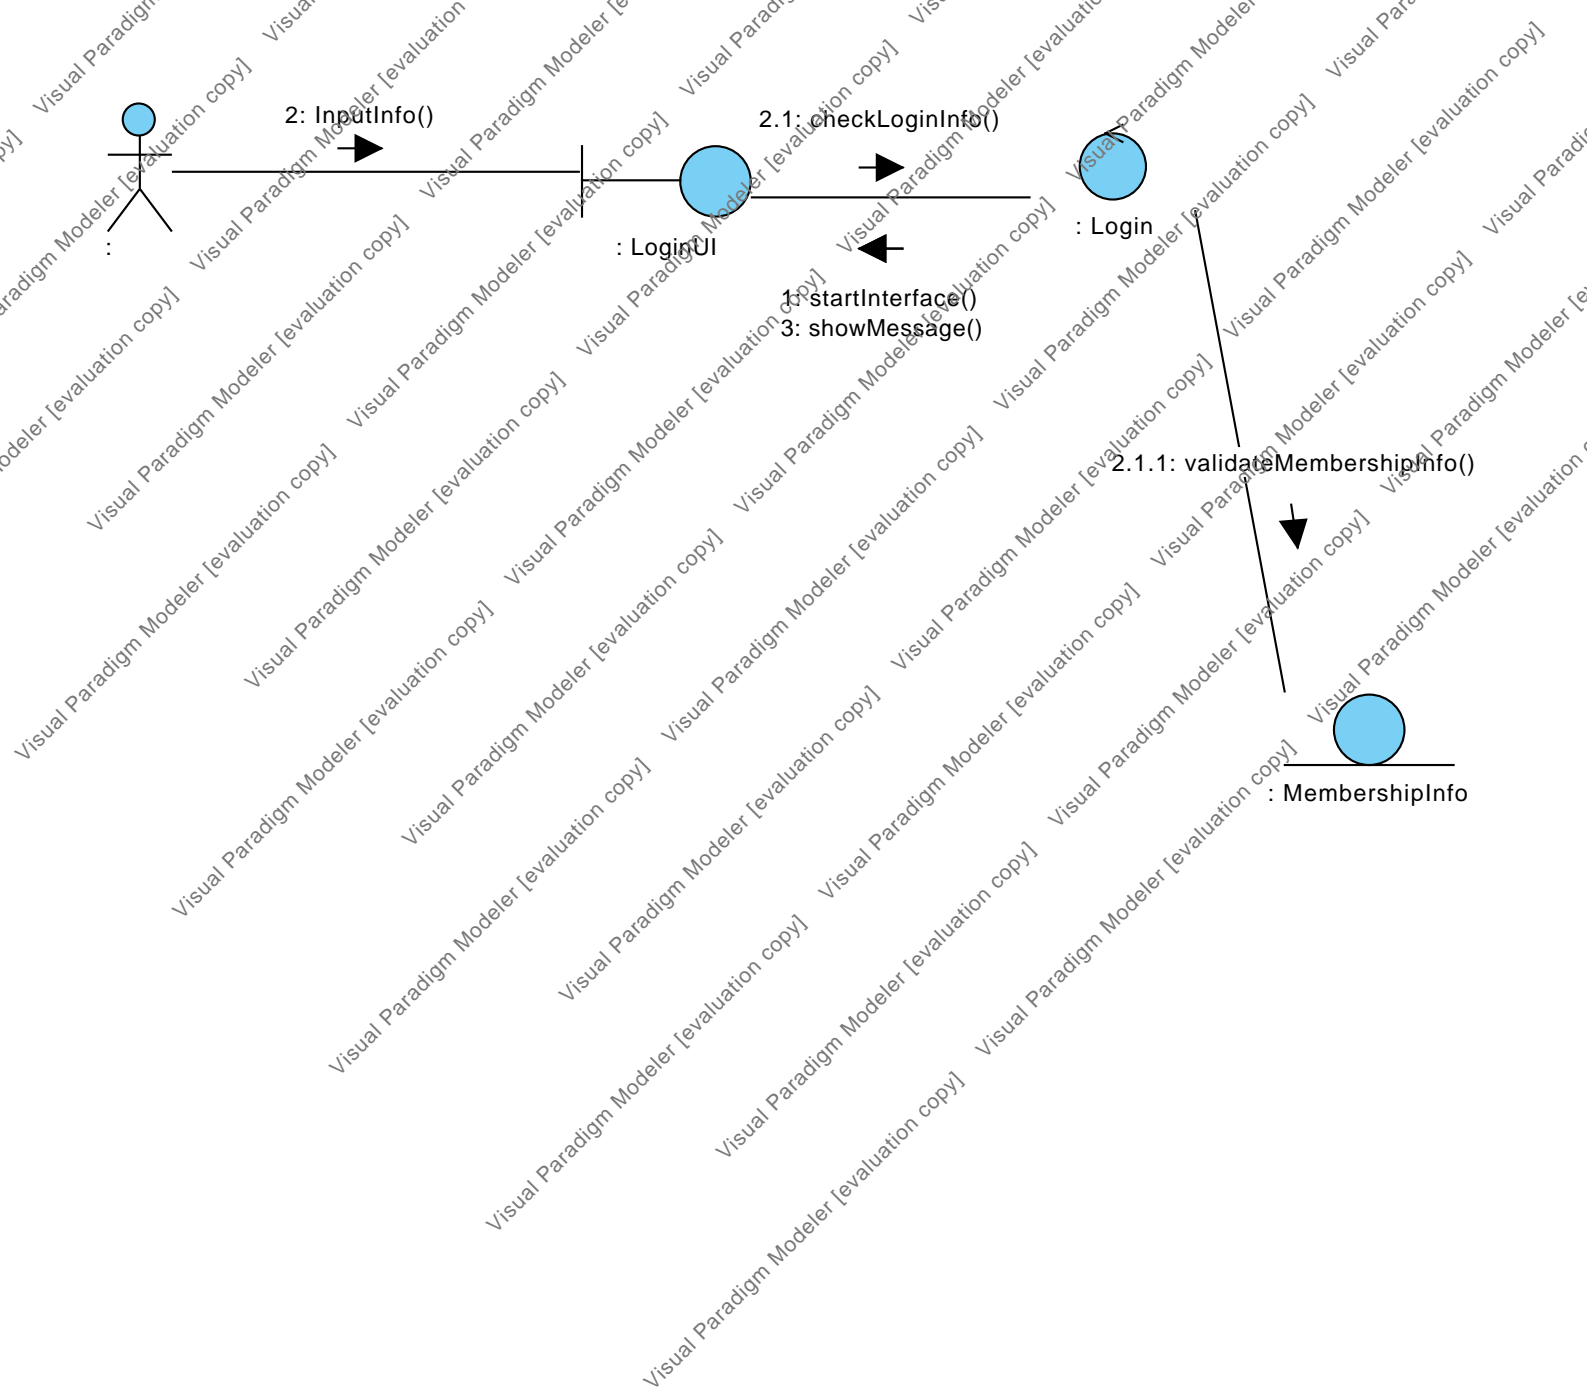 2: InputInfo()
2.1: checkLoginInfo()
:
: LoginUI
: Login
1: startInterface()
3: showMessage()
2.1.1: validateMembershipInfo()
: MembershipInfo
Visual Paradigm Modeler [evaluation copy]